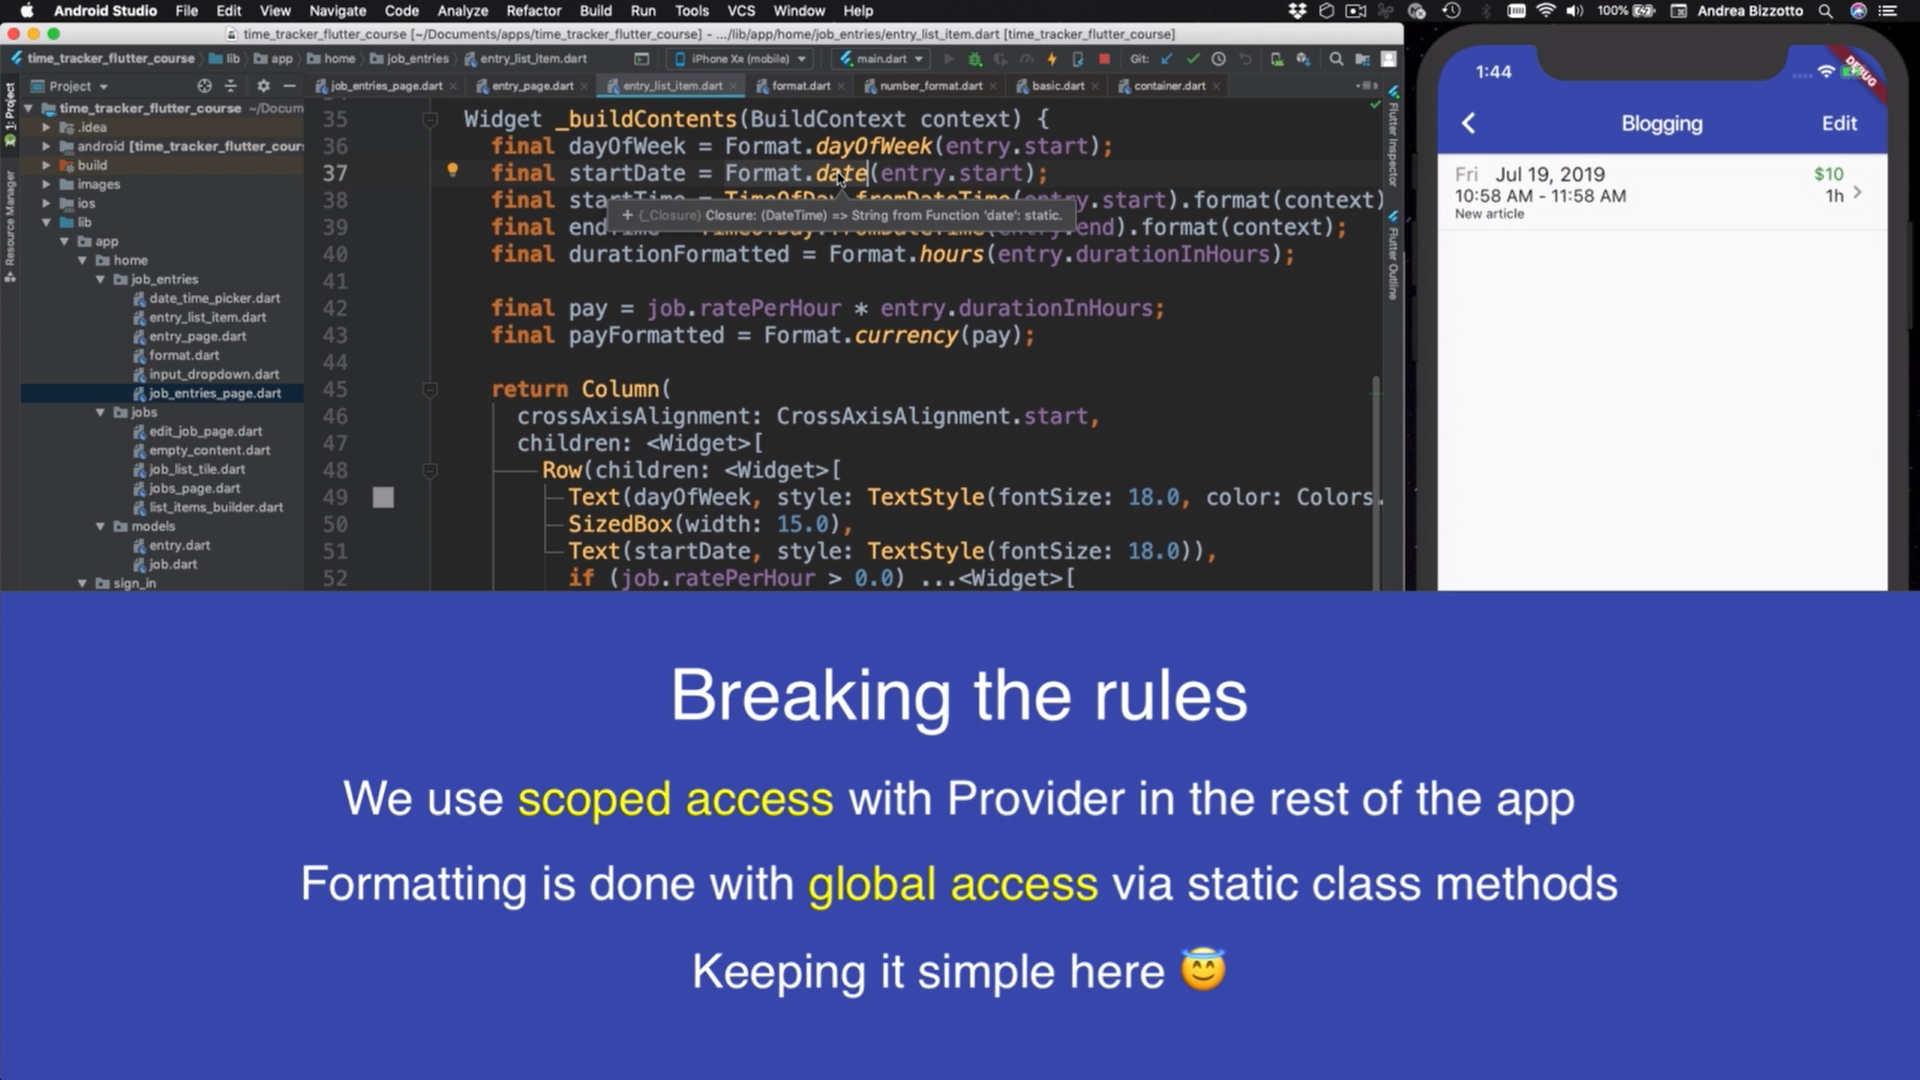 Android Studio File Edit View Navigate Code Analyze Refactor Build Run Tools VCS Window Help 100% Andrea Bizzotto
time_tracker_flutter_course [~/Documents/apps/time_tracker_flutter_course] - .../lib/app/home/job_entries/entry_list_item.dart [time_tracker_flutter_course]
time_tracker_flutter_course lib app home job_entries entry_list_item.dart iPhone Xʀ (mobile) main.dart Git:
Project job_entries_page.dart entry_page.dart entry_list_item.dart format.dart number_format.dart basic.dart container.dart
1: Project
Resource Manager
time_tracker_flutter_course ~/Docum
.idea
android [time_tracker_flutter_cours
build
images
ios
lib
app
home
job_entries
date_time_picker.dart
entry_list_item.dart
entry_page.dart
format.dart
input_dropdown.dart
job_entries_page.dart
jobs
edit_job_page.dart
empty_content.dart
job_list_tile.dart
jobs_page.dart
list_items_builder.dart
models
entry.dart
job.dart
sign_in
35 Widget _buildContents(BuildContext context) {
36 final dayOfWeek = Format.dayOfWeek(entry.start);
37 final startDate = Format.date(entry.start);
38 final startTime = TimeOfDay.fromDateTime(entry.start).format(context)
+ {_Closure} Closure: (DateTime) => String from Function 'date': static.
39 final endTime = TimeOfDay.fromDateTime(entry.end).format(context);
40 final durationFormatted = Format.hours(entry.durationInHours);
41
42 final pay = job.ratePerHour * entry.durationInHours;
43 final payFormatted = Format.currency(pay);
44
45 return Column(
46 crossAxisAlignment: CrossAxisAlignment.start,
47 children: <Widget>[
48 Row(children: <Widget>[
49 Text(dayOfWeek, style: TextStyle(fontSize: 18.0, color: Colors.
50 SizedBox(width: 15.0),
51 Text(startDate, style: TextStyle(fontSize: 18.0)),
52 if (job.ratePerHour > 0.0) ...<Widget>[
Flutter Inspector
Flutter Outline
1:44
DEBUG
Blogging Edit
Fri Jul 19, 2019 $10
10:58 AM - 11:58 AM 1h
New article
Breaking the rules
We use scoped access with Provider in the rest of the app
Formatting is done with global access via static class methods
Keeping it simple here 😇